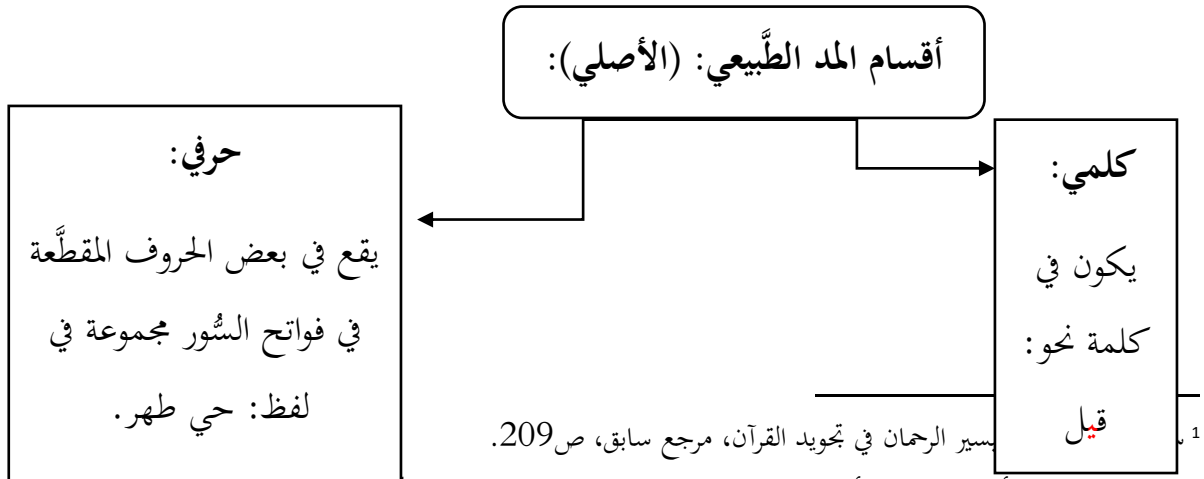 أقسام المد الطَّبيعي: (الأصلي):
كلمي:
يكون في
كلمة نحو:
قيل
حرفي:
يقع في بعض الحروف المقطَّعة
في فواتح السُّور مجموعة في
لفظ: حي طهر.
1 الرحمان في تجويد القرآن، مرجع سابق، ص209.